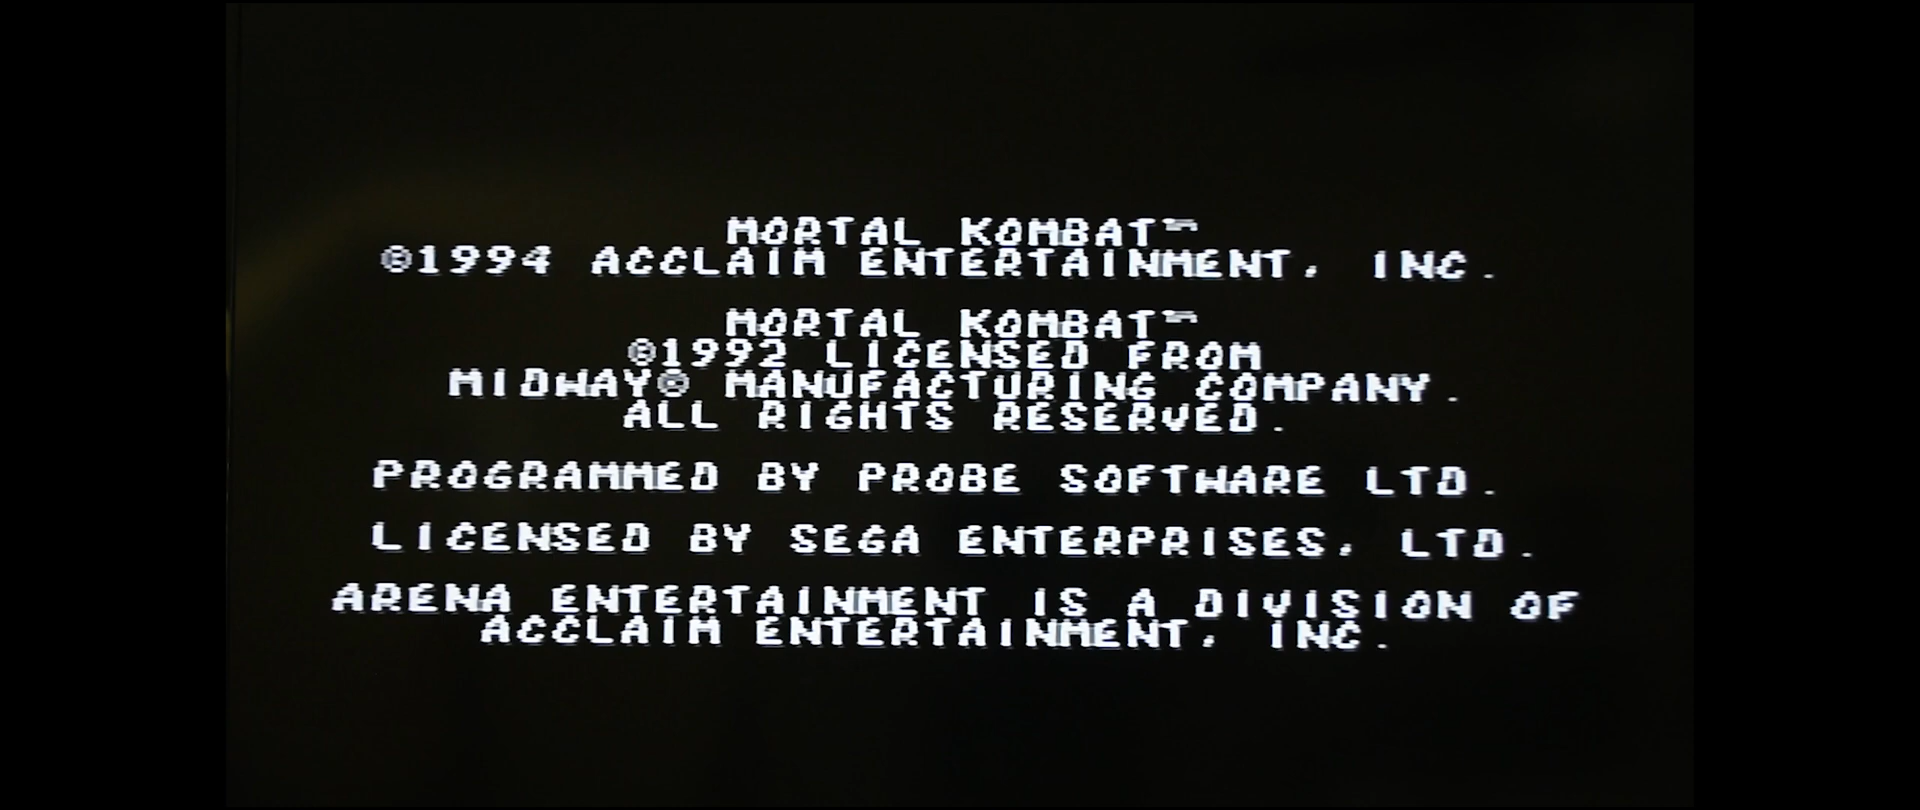 MORTAL KOMBAT™
©1994 ACCLAIM ENTERTAINMENT, INC.
MORTAL KOMBAT™
©1992 LICENSED FROM
MIDWAY® MANUFACTURING COMPANY.
ALL RIGHTS RESERVED.
PROGRAMMED BY PROBE SOFTWARE LTD.
LICENSED BY SEGA ENTERPRISES, LTD.
ARENA ENTERTAINMENT IS A DIVISION OF
ACCLAIM ENTERTAINMENT, INC.